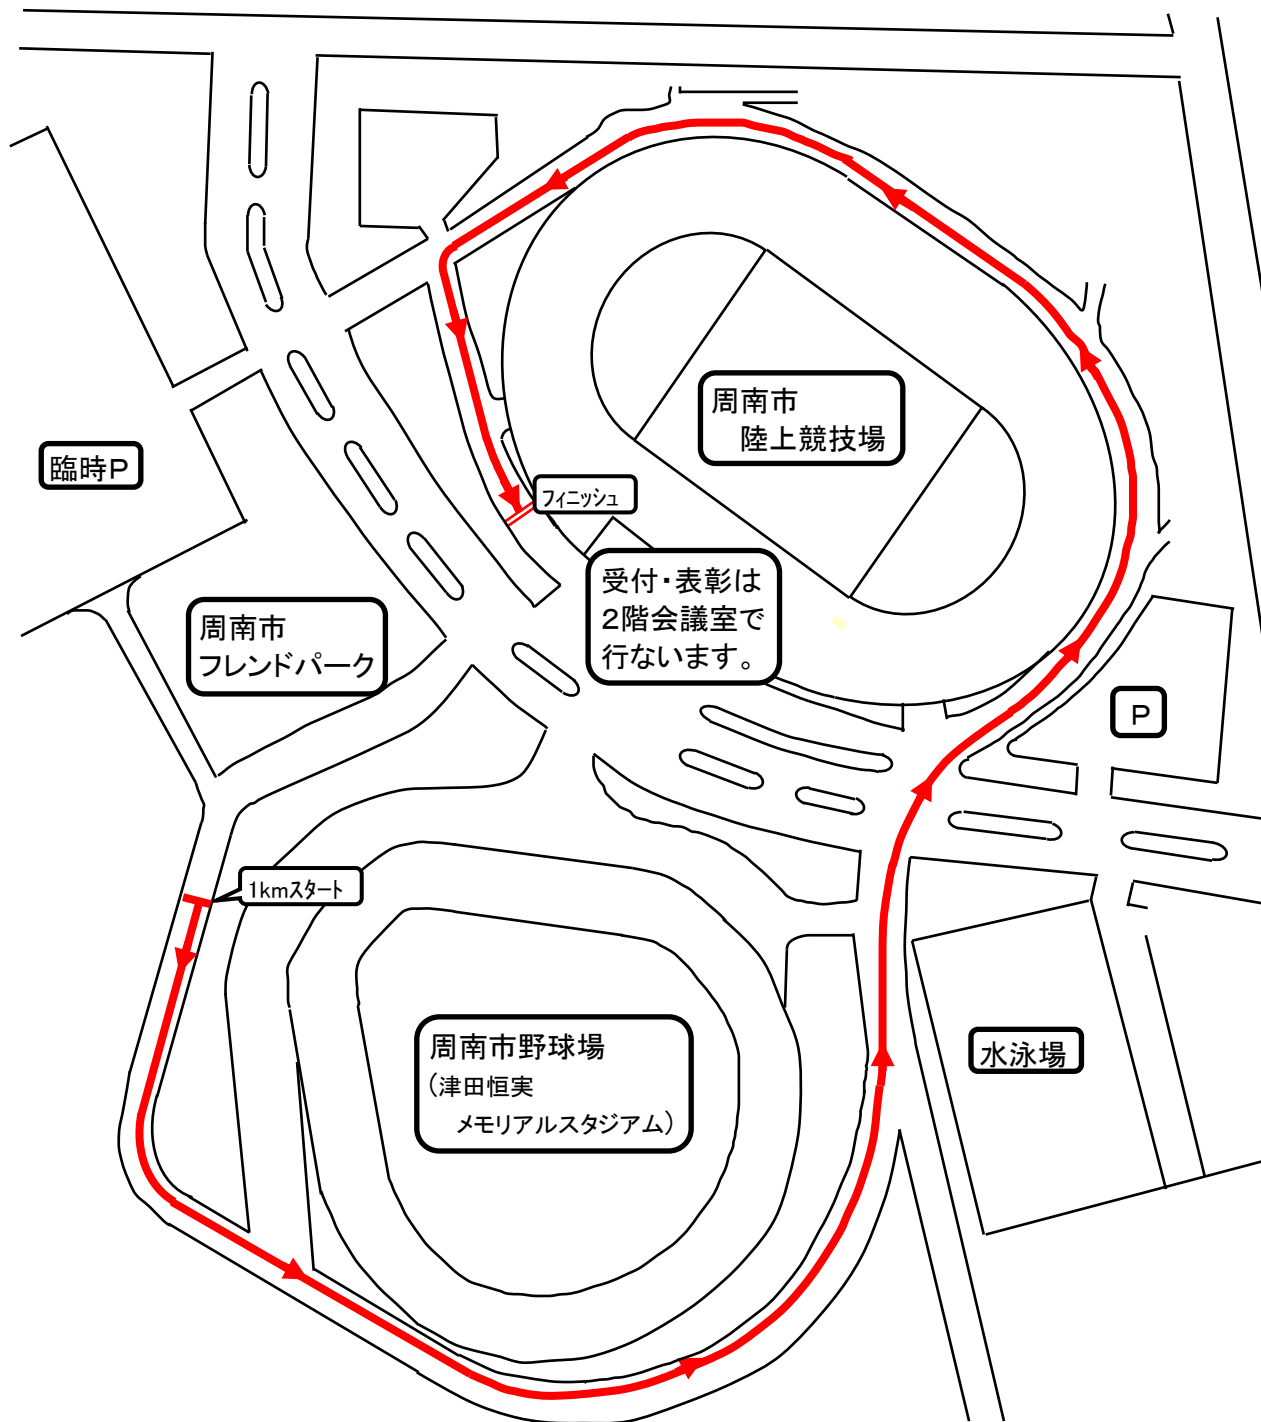 周南市
陸上競技場
臨時P
フィニッシュ
受付・表彰は
2階会議室で
行ないます。
周南市
フレンドパーク
P
1kmスタート
周南市野球場
(津田恒実
メモリアルスタジアム)
水泳場